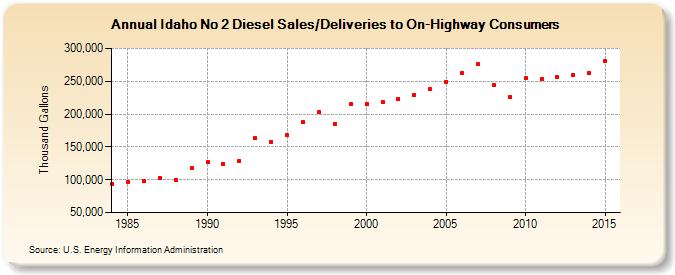 Annual Idaho No 2 Diesel Sales/Deliveries to On-Highway Consumers
Thousand Gallons
300,000
250,000
200,000
150,000
100,000
50,000
1985 1990 1995 2000 2005 2010 2015
Source: U.S. Energy Information Administration